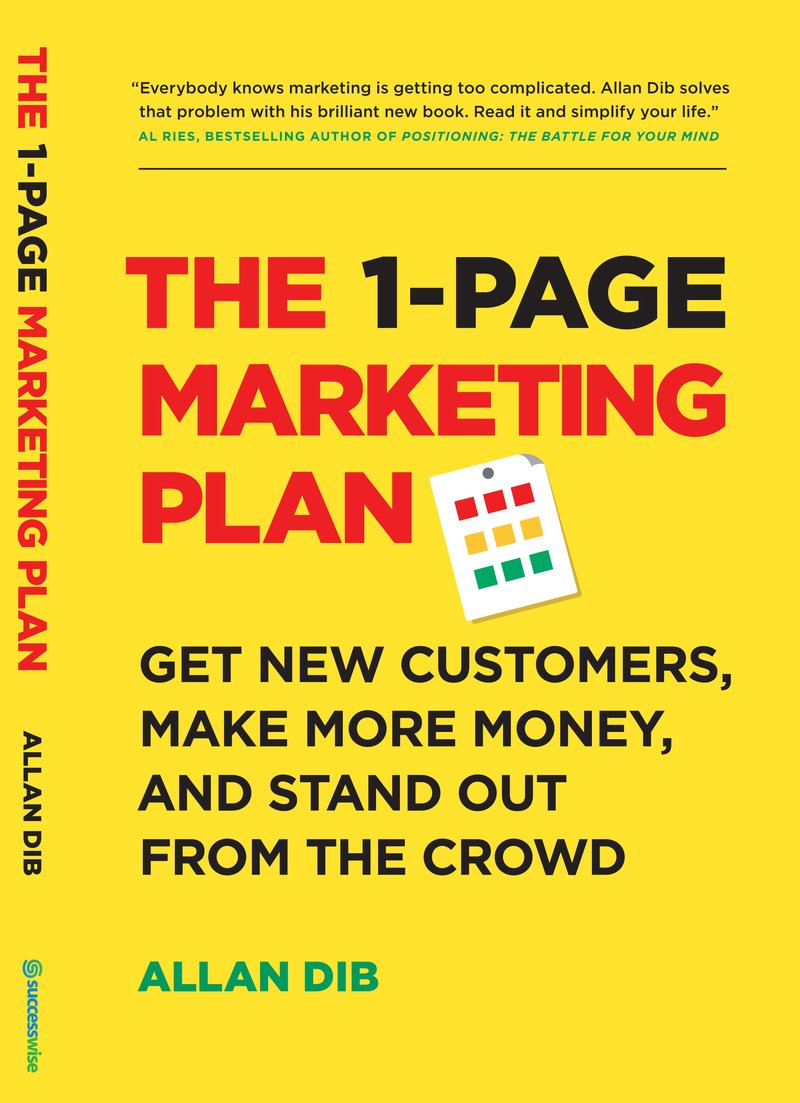 THE 1-PAGE MARKETING PLAN
ALLAN DIB
successwise
“Everybody knows marketing is getting too complicated. Allan Dib solves
that problem with his brilliant new book. Read it and simplify your life.”
AL RIES, BESTSELLING AUTHOR OF POSITIONING: THE BATTLE FOR YOUR MIND
THE 1-PAGE
MARKETING
PLAN
GET NEW CUSTOMERS,
MAKE MORE MONEY,
AND STAND OUT
FROM THE CROWD
ALLAN DIB